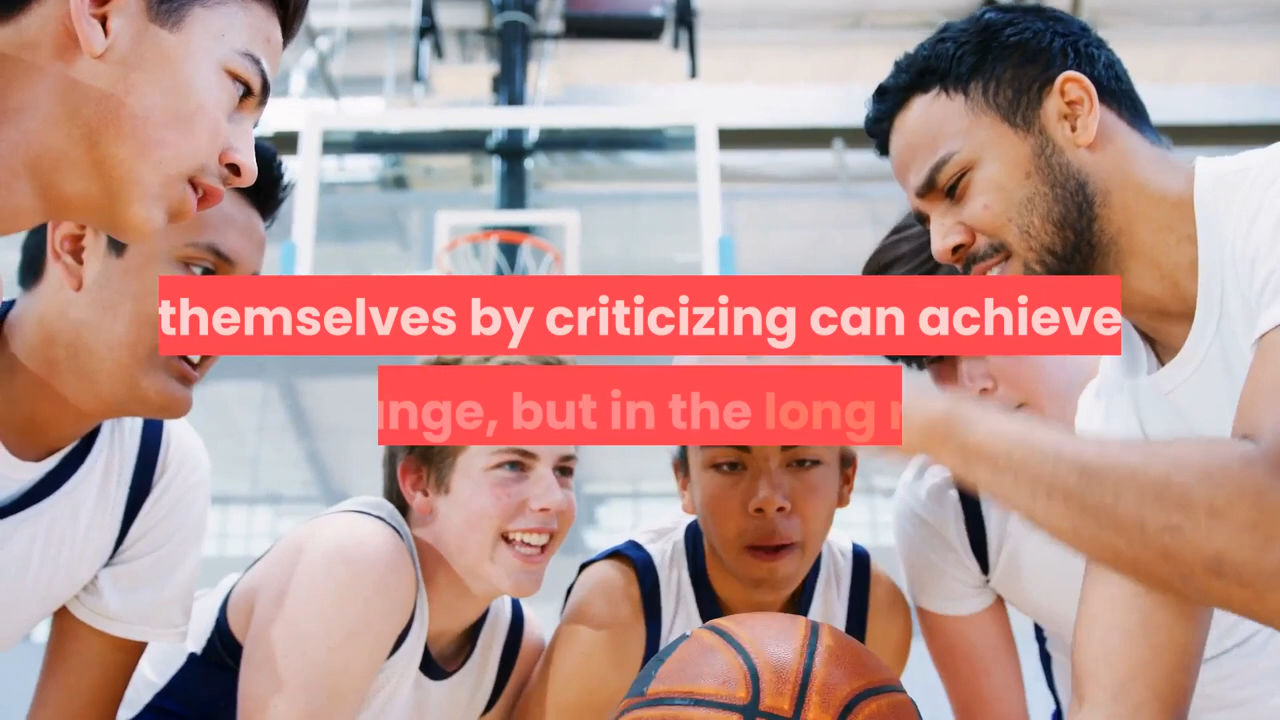 themselves by criticizing can achieve
but in the long